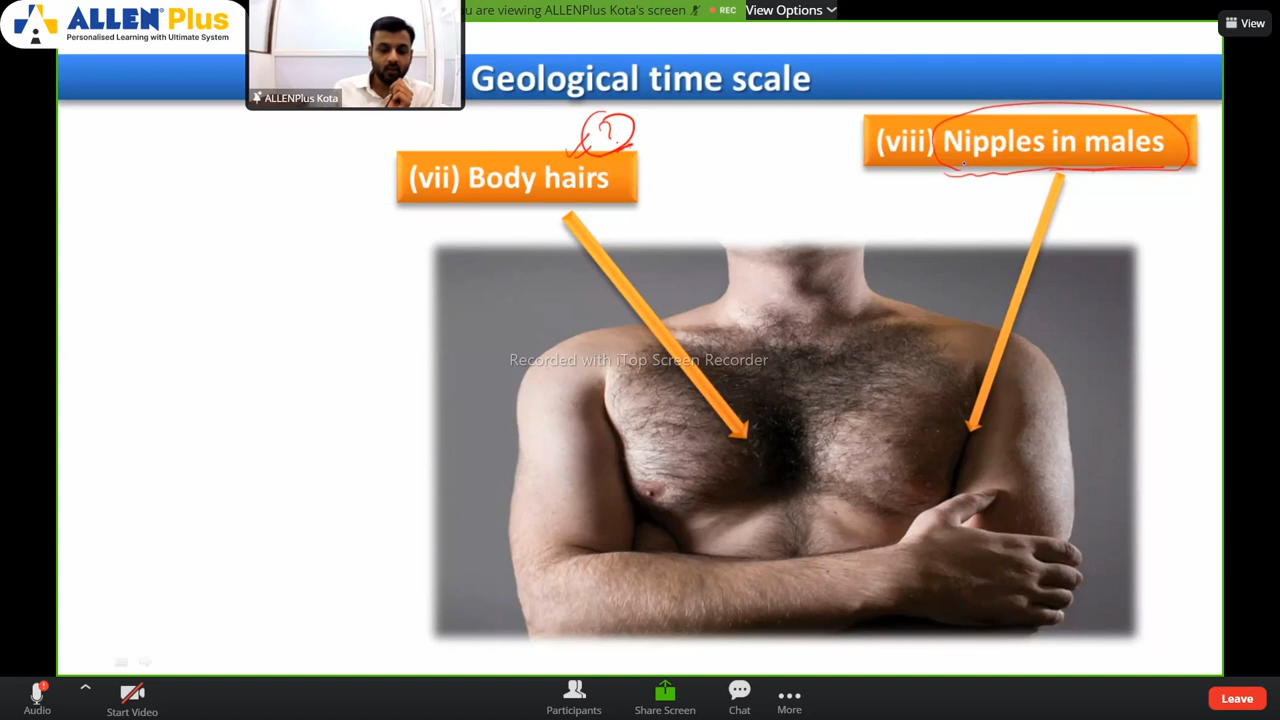 ALLEN Plus
Personalised Learning with Ultimate System
ALLENPlus Kota
u are viewing ALLENPlus Kota's screen
REC
View Options
View
Geological time scale
?
(vii) Body hairs
(viii) Nipples in males
Recorded with iTop Screen Recorder
Audio
Start Video
Participants
Share Screen
Chat
More
Leave